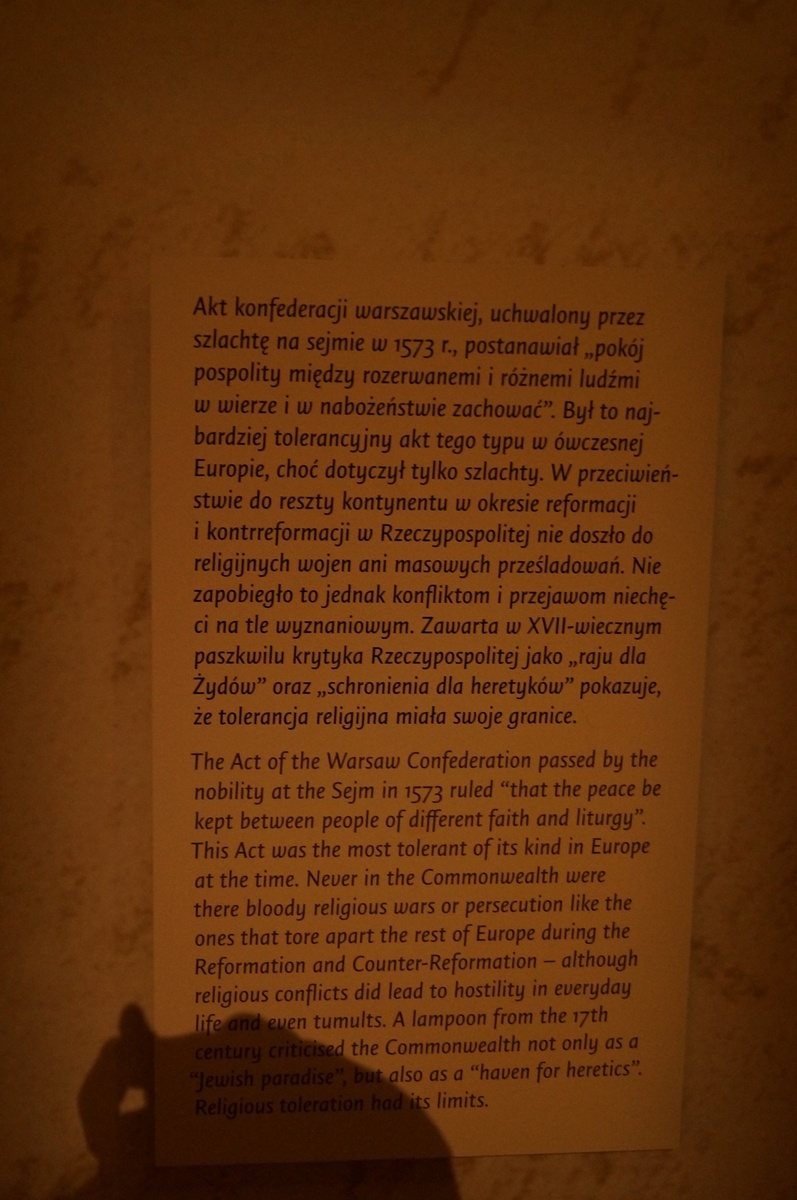 Akt konfederacji warszawskiej, uchwalony przez
szlachtę na sejmie w 1573 r., postanawiał „pokój
pospolity między rozerwanemi i różnemi ludźmi
w wierze i w nabożeństwie zachować”. Był to naj-
bardziej tolerancyjny akt tego typu w ówczesnej
Europie, choć dotyczył tylko szlachty. W przeciwień-
stwie do reszty kontynentu w okresie reformacji
i kontrreformacji w Rzeczypospolitej nie doszło do
religijnych wojen ani masowych prześladowań. Nie
zapobiegło to jednak konfliktom i przejawom niechę-
ci na tle wyznaniowym. Zawarta w XVII-wiecznym
paszkwilu krytyka Rzeczypospolitej jako „raju dla
Żydów” oraz „schronienia dla heretyków” pokazuje,
że tolerancja religijna miała swoje granice.
The Act of the Warsaw Confederation passed by the
nobility at the Sejm in 1573 ruled “that the peace be
kept between people of different faith and liturgy”.
This Act was the most tolerant of its kind in Europe
at the time. Never in the Commonwealth were
there bloody religious wars or persecution like the
ones that tore apart the rest of Europe during the
Reformation and Counter-Reformation – although
religious conflicts did lead to hostility in everyday
life and even tumults. A lampoon from the 17th
century criticised the Commonwealth not only as a
“Jewish paradise”, but also as a “haven for heretics”.
Religious toleration had its limits.